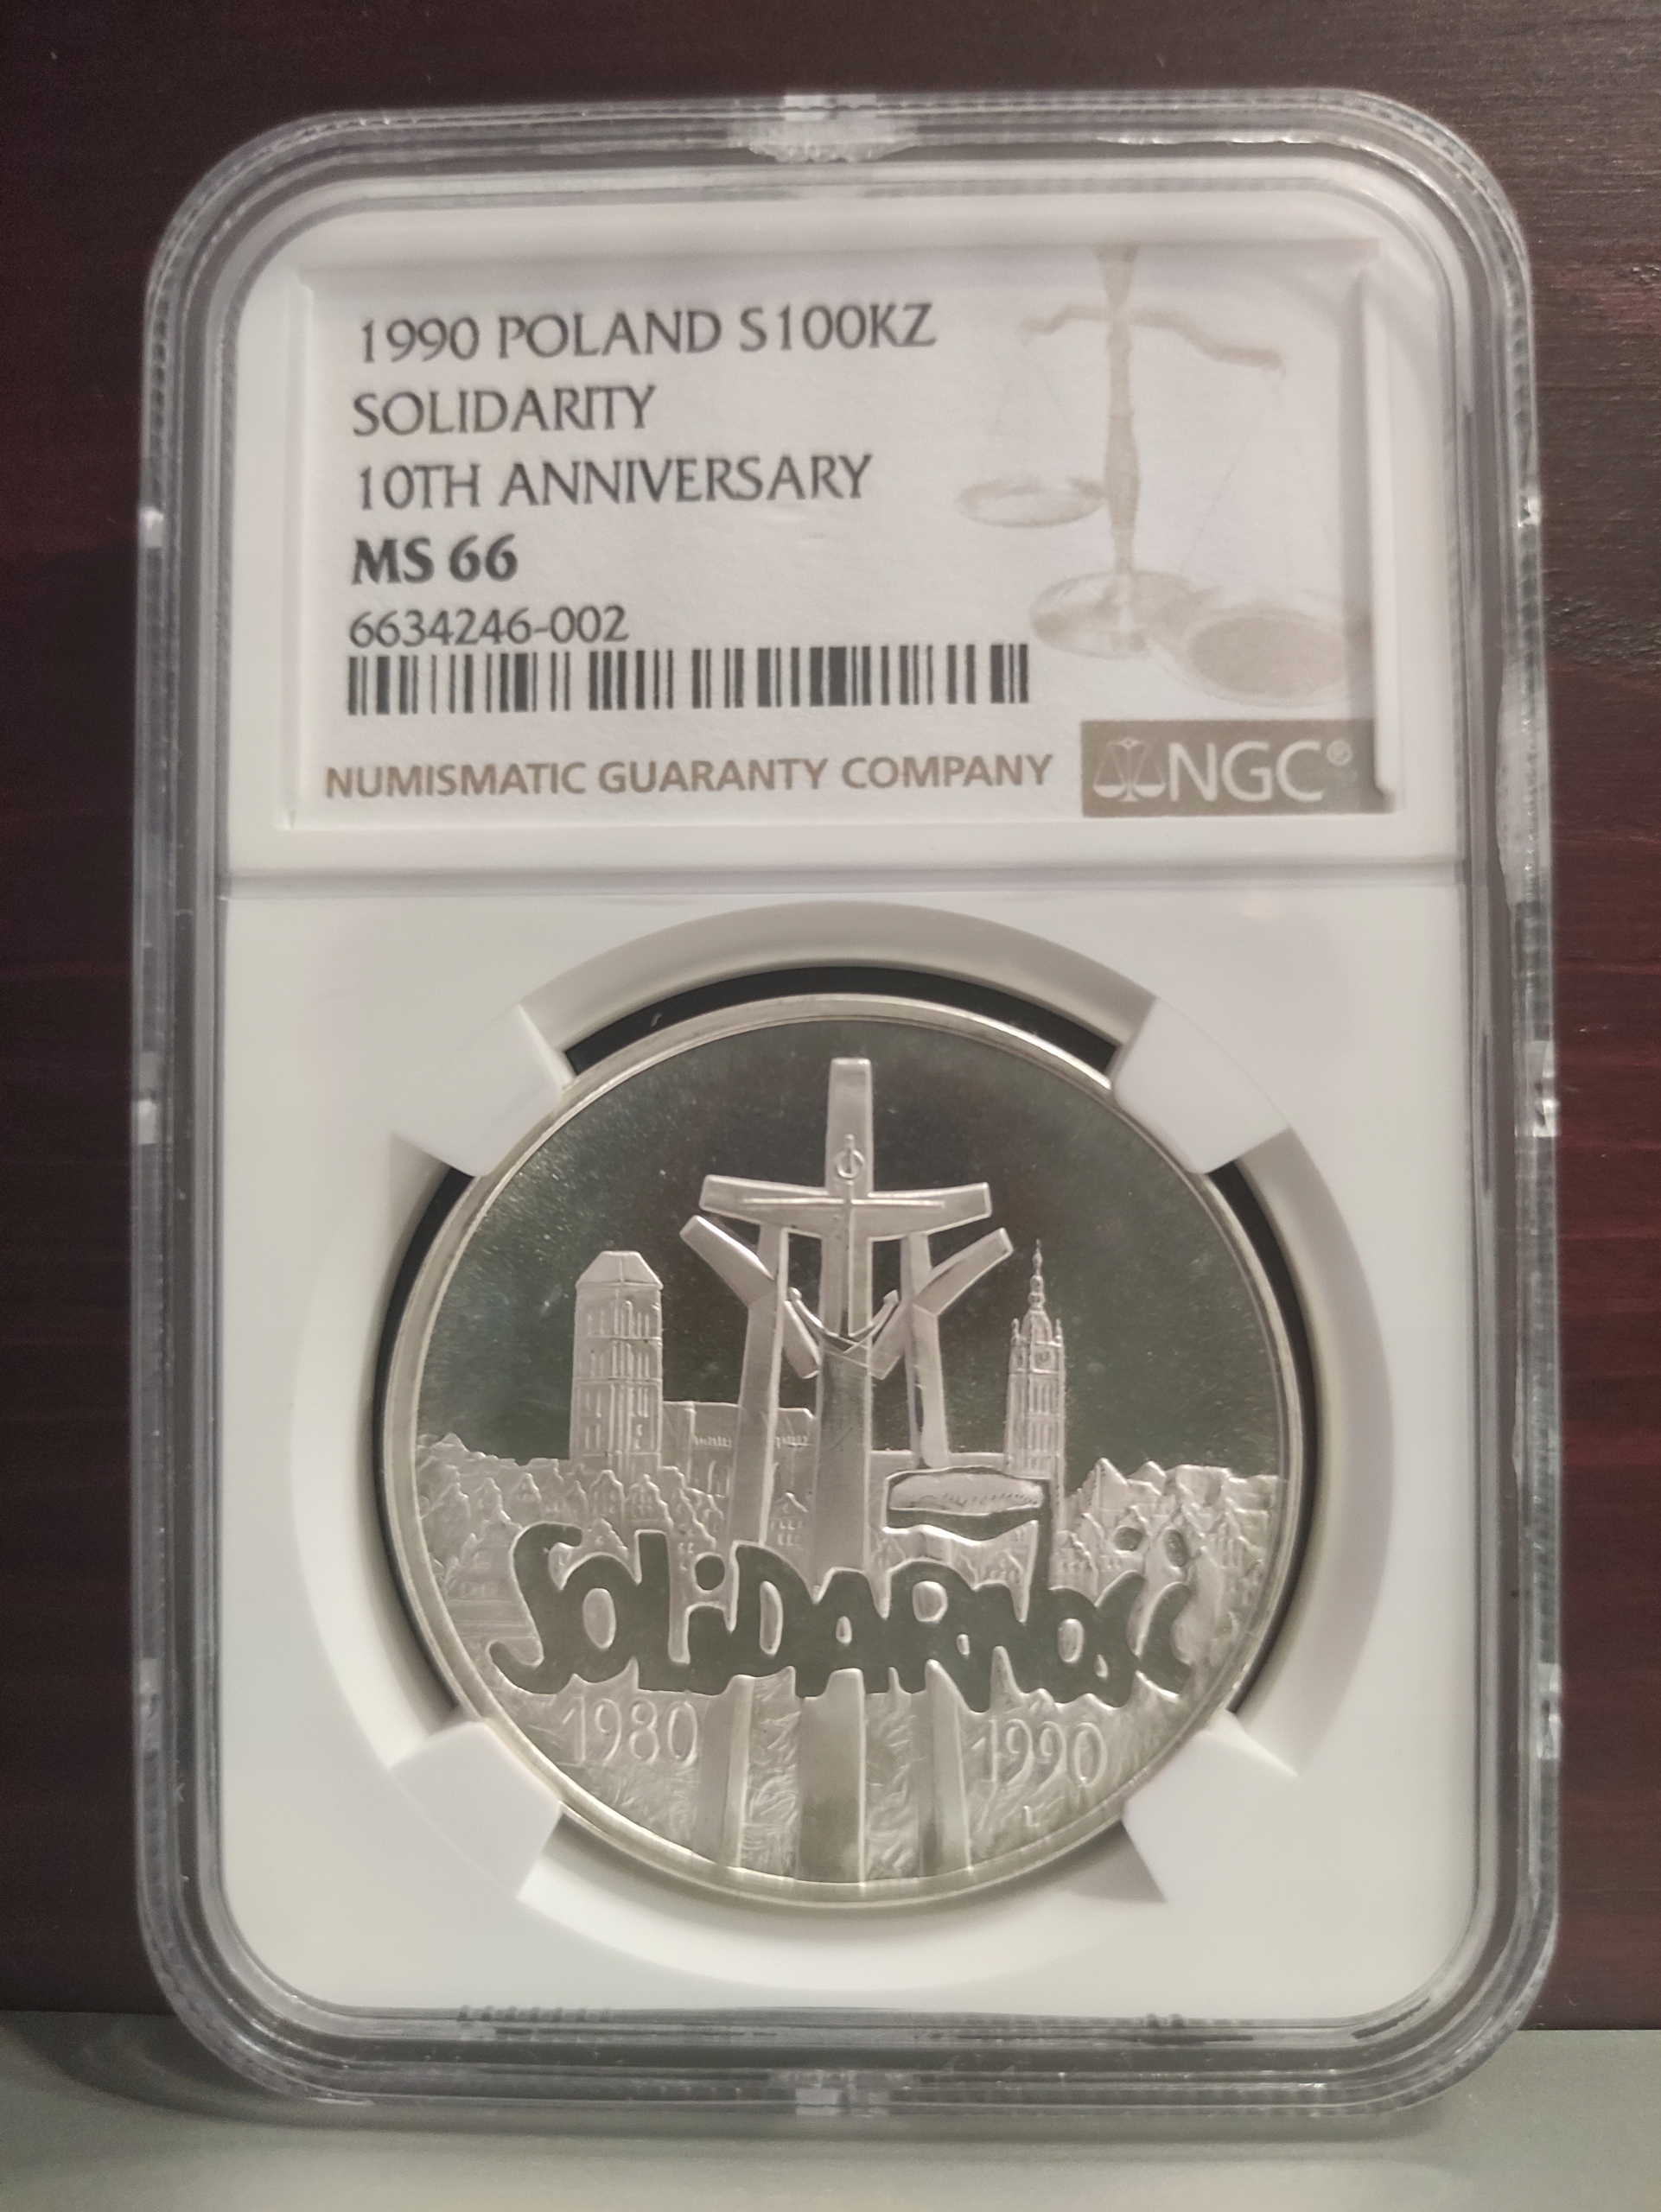 1990 POLAND S100KZ
SOLIDARITY
10TH ANNIVERSARY
MS 66
6634246-002
NUMISMATIC GUARANTY COMPANY NGC®
SOLiDARNOŚĆ
1980 1990
L